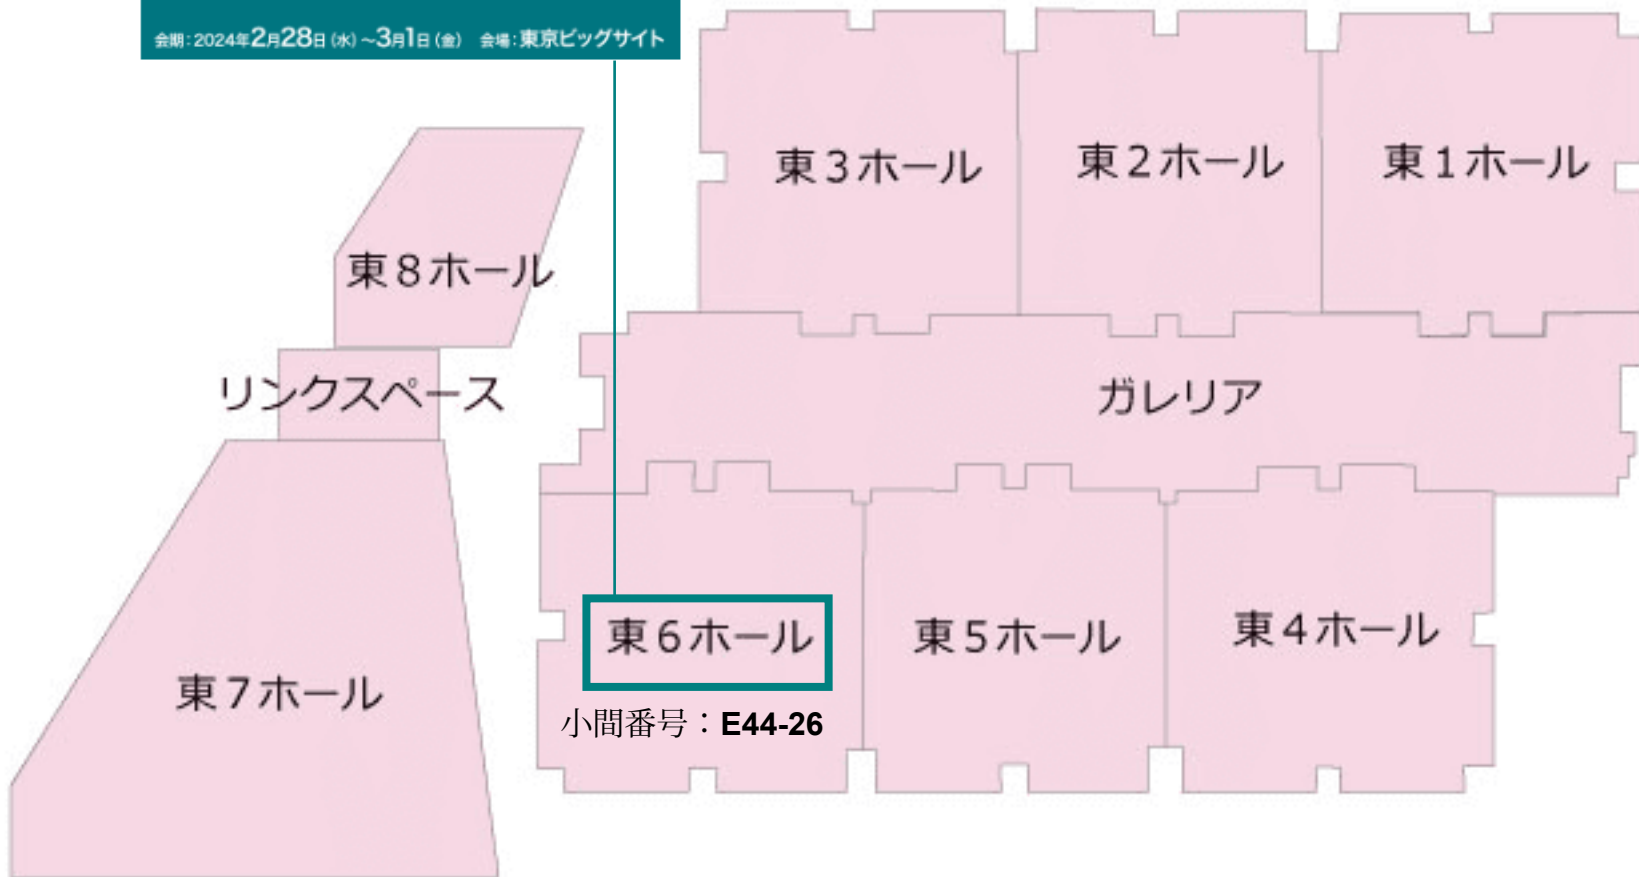 会期:2024年2月28日(水)~3月1日(金) 会場:東京ビッグサイト
東3ホール
東2ホール
東1ホール
東8ホール
リンクスペース
ガレリア
東6ホール
東5ホール
東4ホール
東7ホール
小間番号：E44-26